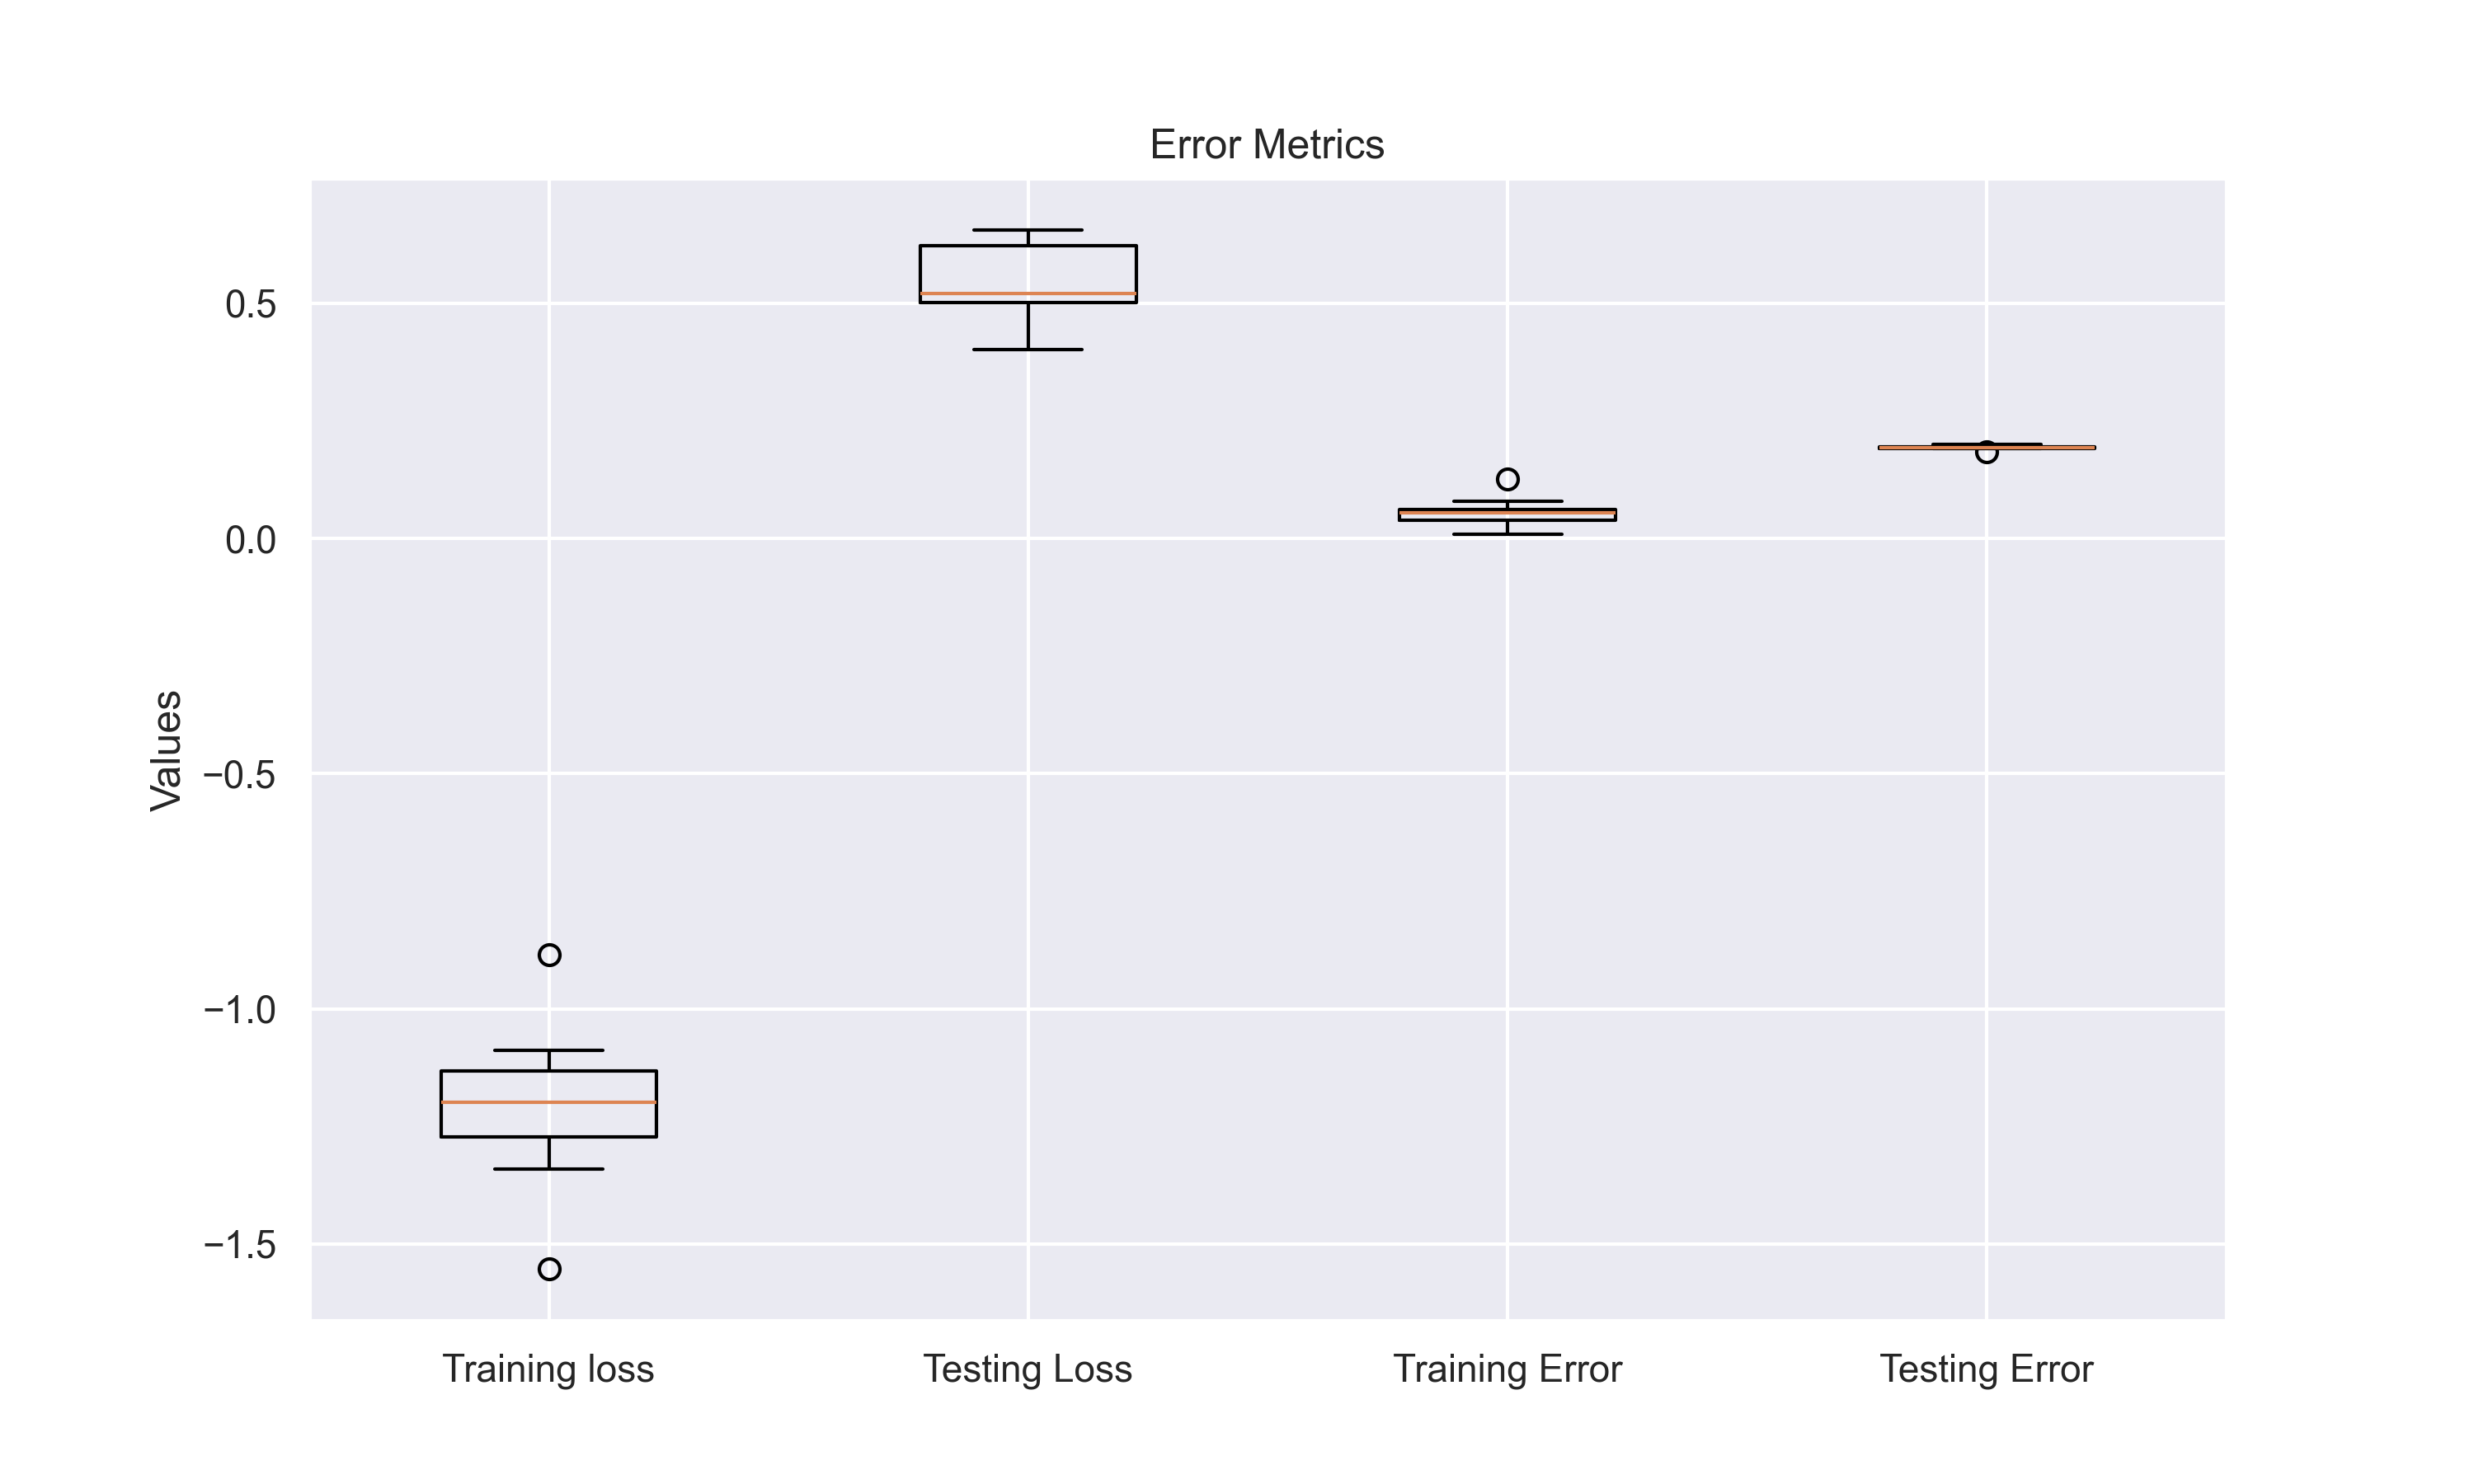 Error Metrics
Values
0.5
0.0
−0.5
−1.0
−1.5
Training loss
Testing Loss
Training Error
Testing Error